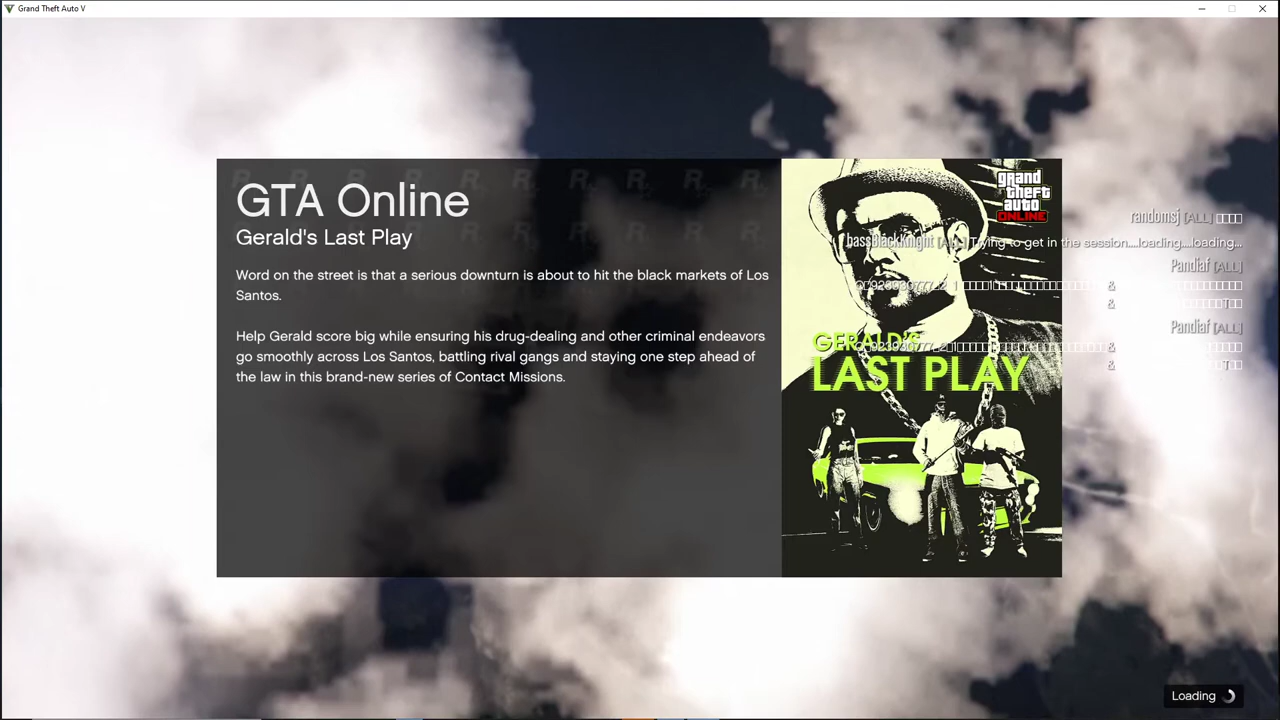 Grand Theft Auto V
GTA Online
Gerald's Last Play
Word on the street is that a serious downturn is about to hit the black markets of Los
Santos.
Help Gerald score big while ensuring his drug-dealing and other criminal endeavors
go smoothly across Los Santos, battling rival gangs and staying one step ahead of
the law in this brand-new series of Contact Missions.
grand
theft
auto
ONLINE
GERALD'S
LAST PLAY
randomsj [ALL] □□□□
bassBlackKnight [ALL] Trying to get in the session....loading....loading...
Pandiaf [ALL]
&
Pandiaf [ALL]
&
Loading